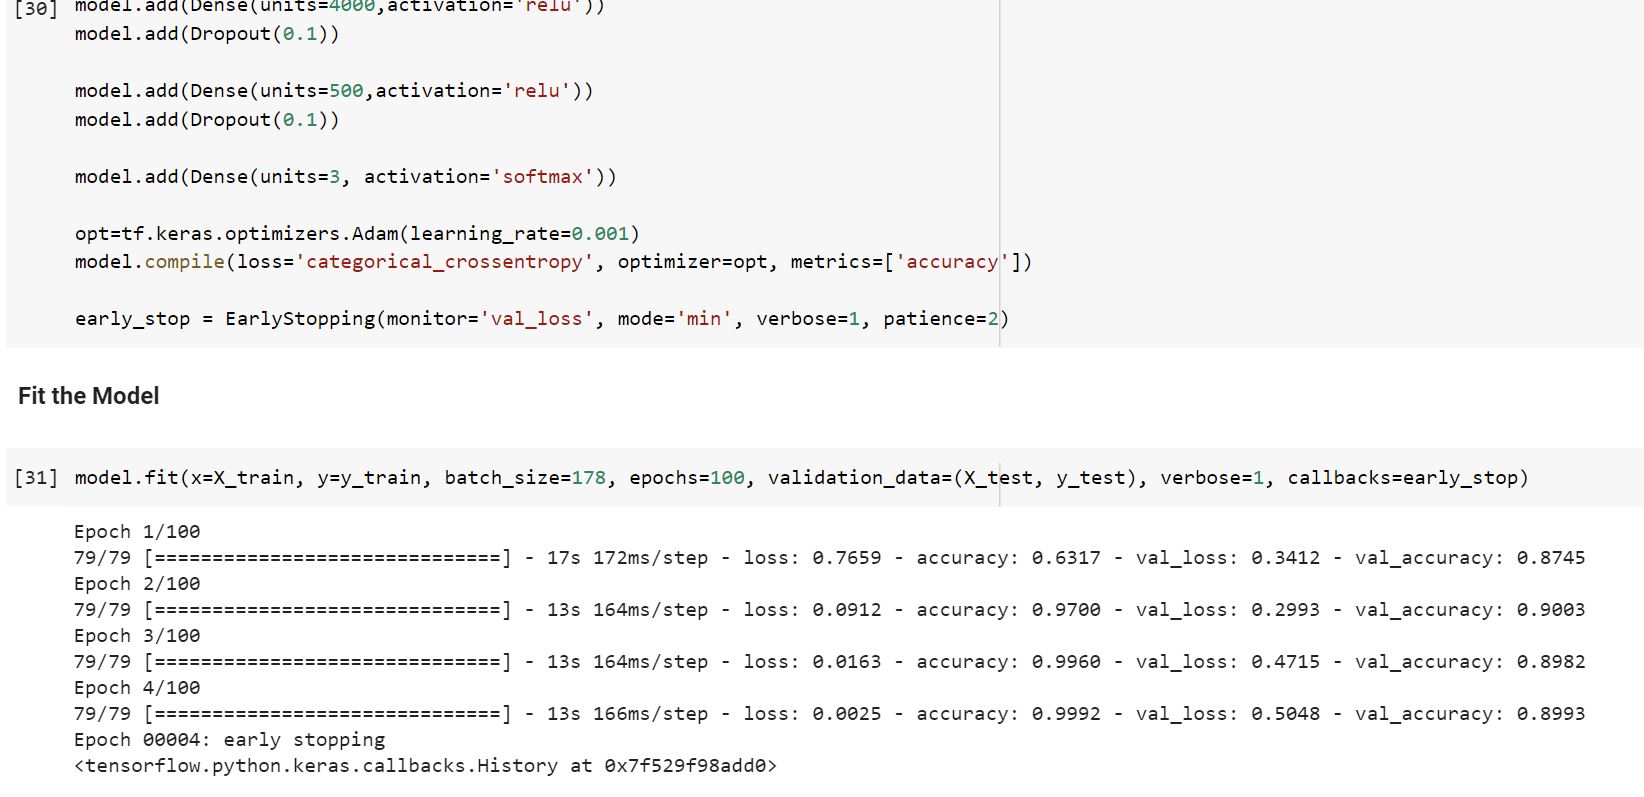 [30] model.add(Dense(units=4000,activation='relu'))
model.add(Dropout(0.1))
model.add(Dense(units=500,activation='relu'))
model.add(Dropout(0.1))
model.add(Dense(units=3, activation='softmax'))
opt=tf.keras.optimizers.Adam(learning_rate=0.001)
model.compile(loss='categorical_crossentropy', optimizer=opt, metrics=['accuracy'])
early_stop = EarlyStopping(monitor='val_loss', mode='min', verbose=1, patience=2)
Fit the Model
[31] model.fit(x=X_train, y=y_train, batch_size=178, epochs=100, validation_data=(X_test, y_test), verbose=1, callbacks=early_stop)
Epoch 1/100
79/79 [==============================] - 17s 172ms/step - loss: 0.7659 - accuracy: 0.6317 - val_loss: 0.3412 - val_accuracy: 0.8745
Epoch 2/100
79/79 [==============================] - 13s 164ms/step - loss: 0.0912 - accuracy: 0.9700 - val_loss: 0.2993 - val_accuracy: 0.9003
Epoch 3/100
79/79 [==============================] - 13s 164ms/step - loss: 0.0163 - accuracy: 0.9960 - val_loss: 0.4715 - val_accuracy: 0.8982
Epoch 4/100
79/79 [==============================] - 13s 166ms/step - loss: 0.0025 - accuracy: 0.9992 - val_loss: 0.5048 - val_accuracy: 0.8993
Epoch 00004: early stopping
<tensorflow.python.keras.callbacks.History at 0x7f529f98add0>